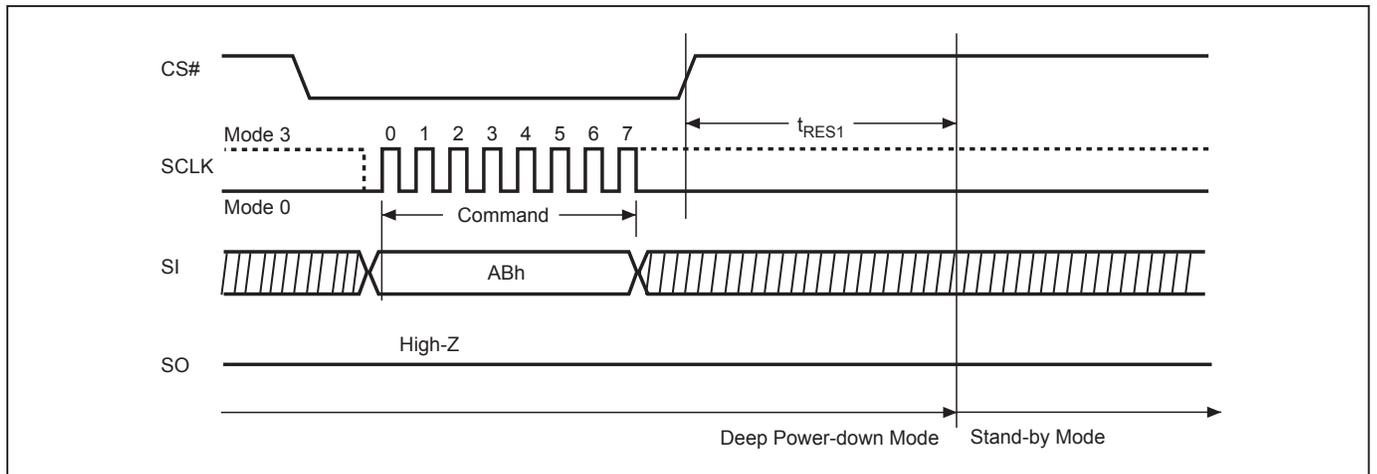 CS#
tRES1
Mode 3
0 1 2 3 4 5 6 7
SCLK
Mode 0
Command
SI
ABh
High-Z
SO
Deep Power-down Mode
Stand-by Mode